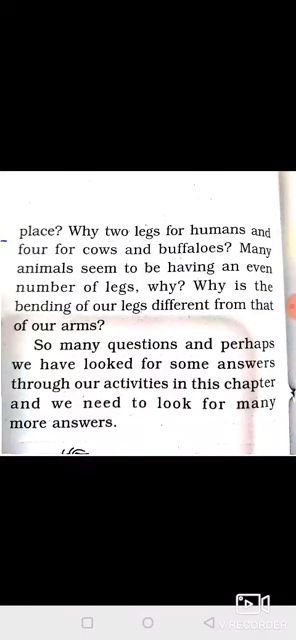 place? Why two legs for humans and
four for cows and buffaloes? Many
animals seem to be having an even
number of legs, why? Why is the
bending of our legs different from that
of our arms?
So many questions and perhaps
we have looked for some answers
through our activities in this chapter
and we need to look for many
more answers.
V RECORDER